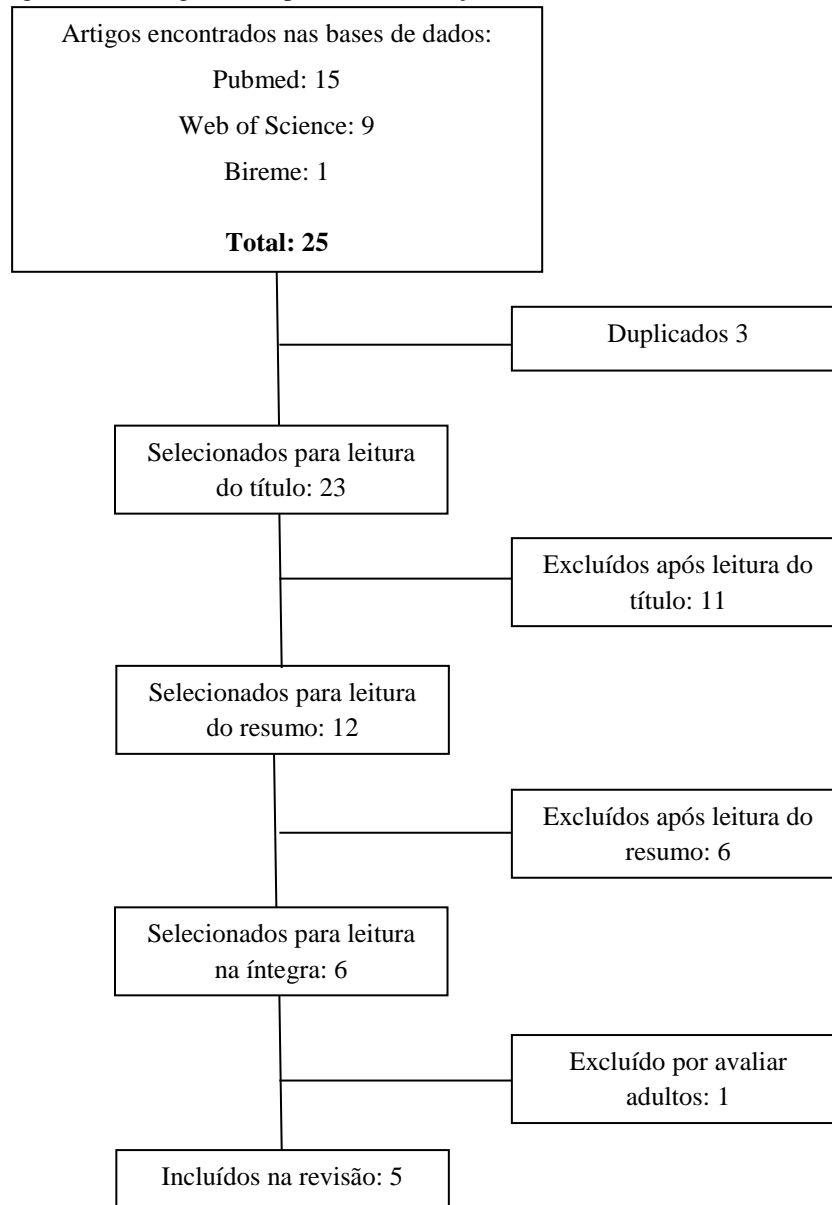 Artigos encontrados nas bases de dados:
Pubmed: 15
Web of Science: 9
Bireme: 1
Total: 25
Duplicados 3
Selecionados para leitura
do título: 23
Excluídos após leitura do
título: 11
Selecionados para leitura
do resumo: 12
Excluídos após leitura do
resumo: 6
Selecionados para leitura
na íntegra: 6
Excluído por avaliar
adultos: 1
Incluídos na revisão: 5